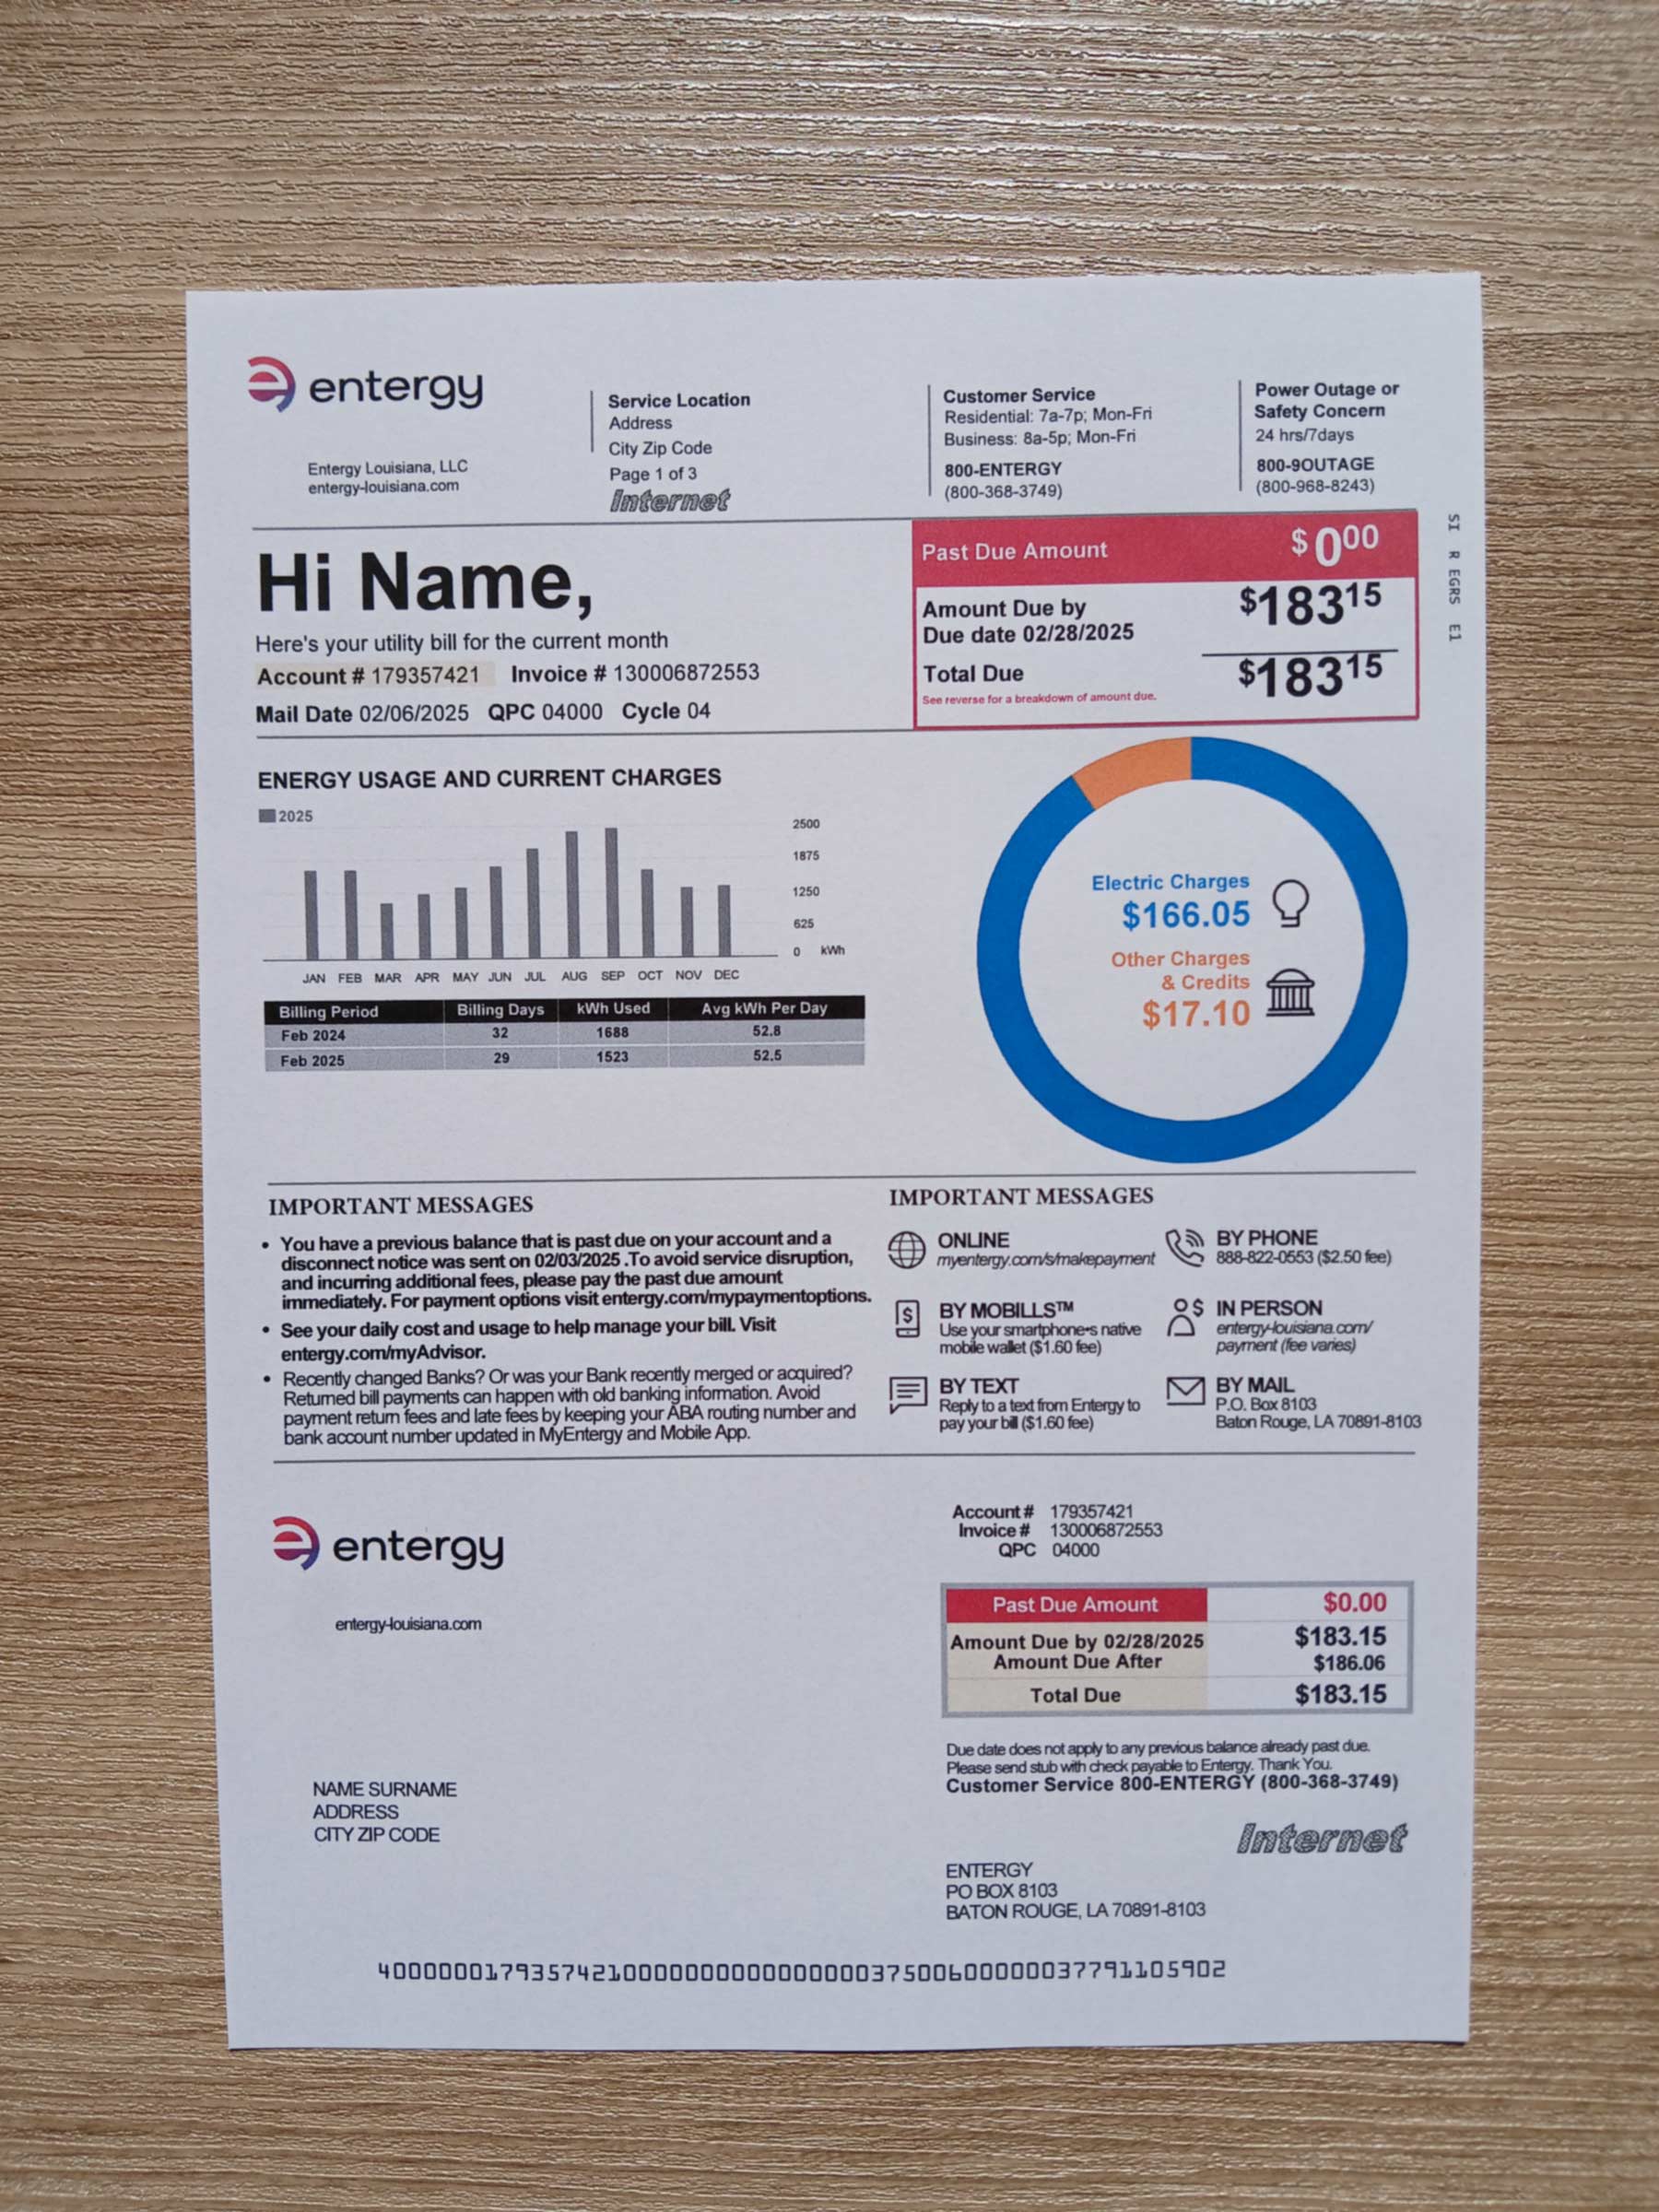 entergy
Entergy Louisiana, LLC
entergy-louisiana.com
Service Location
Address
City Zip Code
Page 1 of 3
Internet
Customer Service
Residential: 7a-7p; Mon-Fri
Business: 8a-5p; Mon-Fri
800-ENTERGY
(800-368-3749)
Power Outage or
Safety Concern
24 hrs/7days
800-9OUTAGE
(800-968-8243)
SI R EGRS E1
Hi Name,
Here's your utility bill for the current month
Account # 179357421 Invoice # 130006872553
Mail Date 02/06/2025 QPC 04000 Cycle 04
Past Due Amount $ 000
Amount Due by
Due date 02/28/2025 $18315
Total Due $18315
See reverse for a breakdown of amount due.
ENERGY USAGE AND CURRENT CHARGES
2025
2500
1875
1250
625
0 kWh
JAN FEB MAR APR MAY JUN JUL AUG SEP OCT NOV DEC
Billing Period Billing Days kWh Used Avg kWh Per Day
Feb 2024 32 1688 52.8
Feb 2025 29 1523 52.5
Electric Charges
$166.05
Other Charges
& Credits
$17.10
IMPORTANT MESSAGES
• You have a previous balance that is past due on your account and a
disconnect notice was sent on 02/03/2025 .To avoid service disruption,
and incurring additional fees, please pay the past due amount
immediately. For payment options visit entergy.com/mypaymentoptions.
• See your daily cost and usage to help manage your bill. Visit
entergy.com/myAdvisor.
• Recently changed Banks? Or was your Bank recently merged or acquired?
Returned bill payments can happen with old banking information. Avoid
payment return fees and late fees by keeping your ABA routing number and
bank account number updated in MyEntergy and Mobile App.
IMPORTANT MESSAGES
ONLINE
myentergy.com/s/makepayment
BY PHONE
888-822-0553 ($2.50 fee)
BY MOBILLS™
Use your smartphone•s native
mobile wallet ($1.60 fee)
IN PERSON
entergy-louisiana.com/
payment (fee varies)
BY TEXT
Reply to a text from Entergy to
pay your bill ($1.60 fee)
BY MAIL
P.O. Box 8103
Baton Rouge, LA 70891-8103
entergy
entergy-louisiana.com
Account # 179357421
Invoice # 130006872553
QPC 04000
Past Due Amount $0.00
Amount Due by 02/28/2025 $183.15
Amount Due After $186.06
Total Due $183.15
Due date does not apply to any previous balance already past due.
Please send stub with check payable to Entergy. Thank You.
Customer Service 800-ENTERGY (800-368-3749)
NAME SURNAME
ADDRESS
CITY ZIP CODE
Internet
ENTERGY
PO BOX 8103
BATON ROUGE, LA 70891-8103